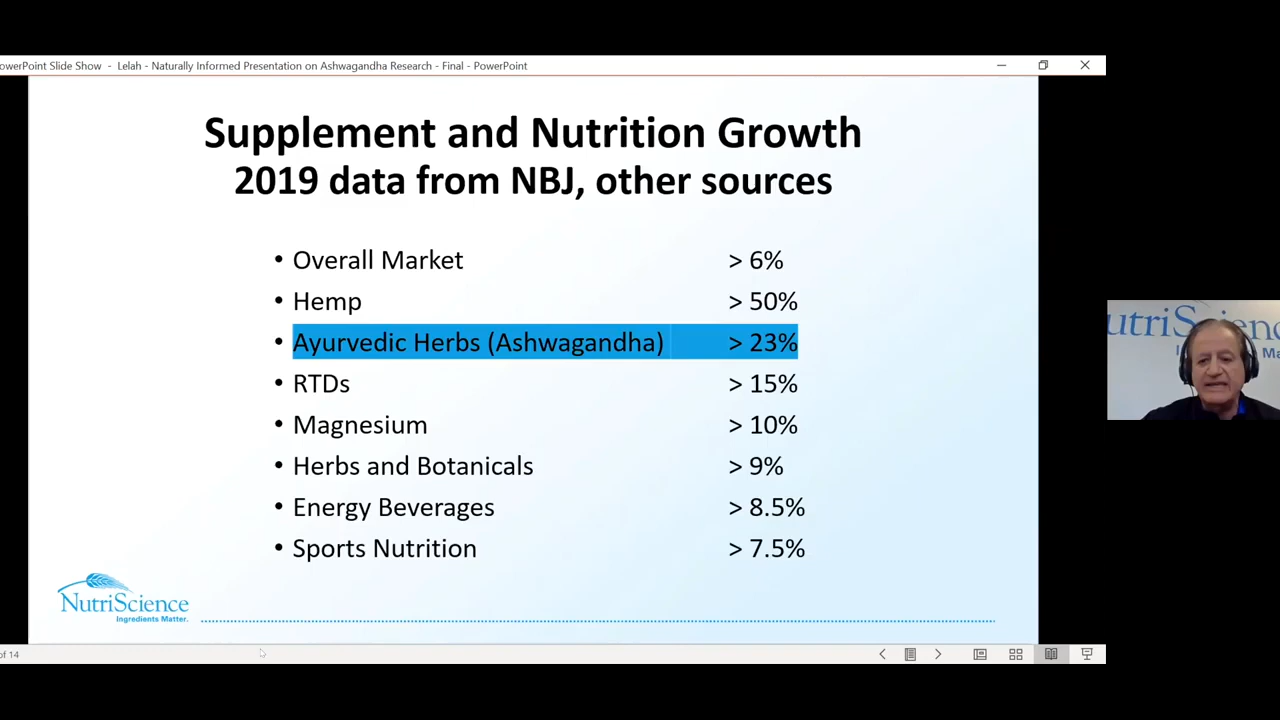 owerPoint Slide Show - Lelah - Naturally Informed Presentation on Ashwagandha Research - Final - PowerPoint
Supplement and Nutrition Growth
2019 data from NBJ, other sources
• Overall Market > 6%
• Hemp > 50%
• Ayurvedic Herbs (Ashwagandha) > 23%
• RTDs > 15%
• Magnesium > 10%
• Herbs and Botanicals > 9%
• Energy Beverages > 8.5%
• Sports Nutrition > 7.5%
NutriScience
Ingredients Matter.
of 14